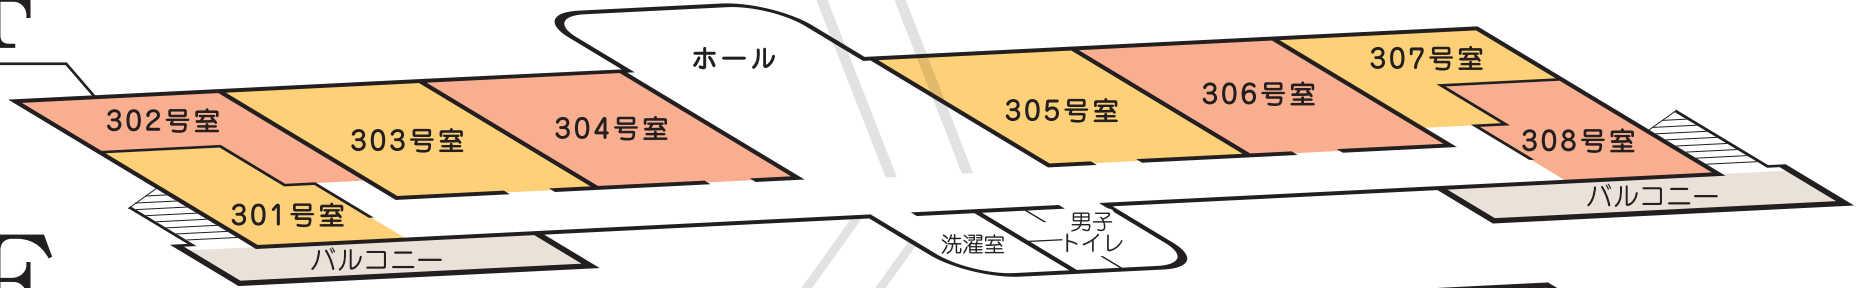 ホール
302号室
303号室
304号室
305号室
306号室
307号室
308号室
301号室
バルコニー
洗濯室
男子
トイレ
バルコニー